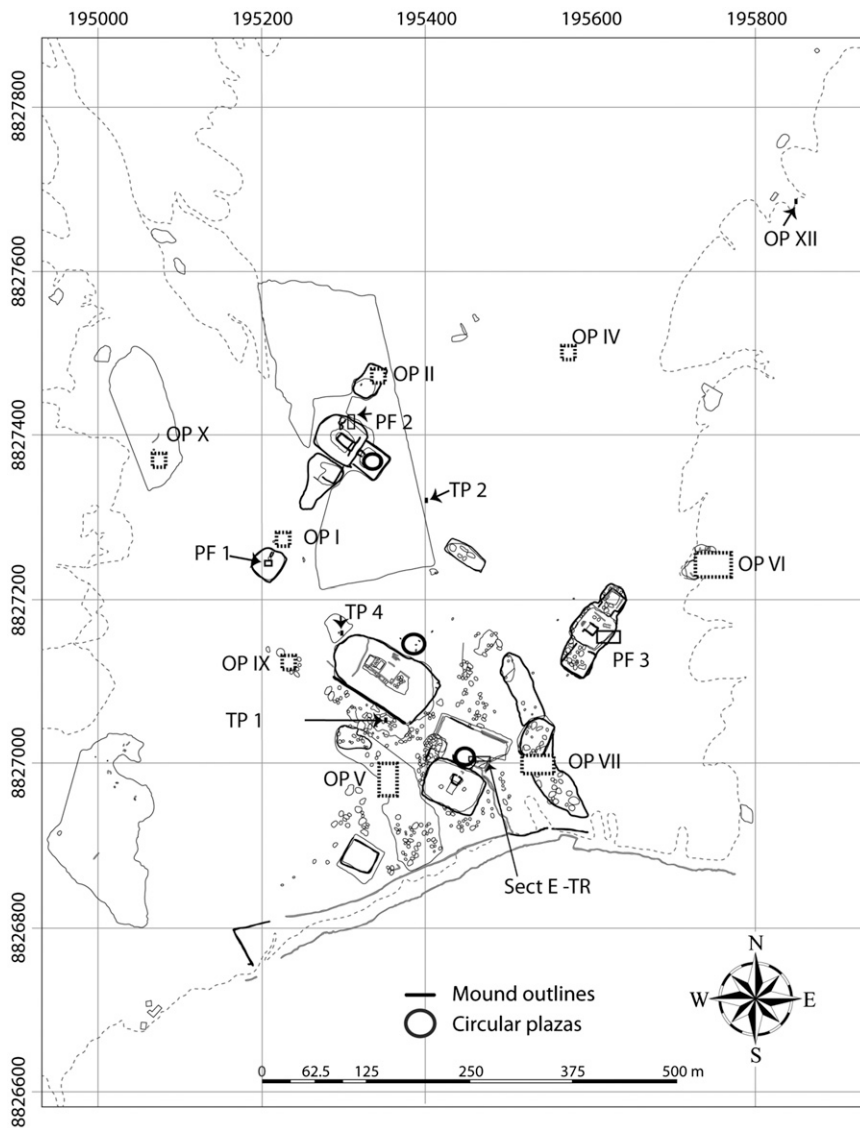 195000 195200 195400 195600 195800
8827800
OP XII
8827600
OP IV
OP II
PF 2
8827400
OP X
TP 2
OP I
PF 1
OP VI
8827200
TP 4
OP IX
PF 3
TP 1
8827000
OP V
OP VII
Sect E -TR
8826800
N
Mound outlines
W E
Circular plazas
S
0 62.5 125 250 375 500 m
8826600